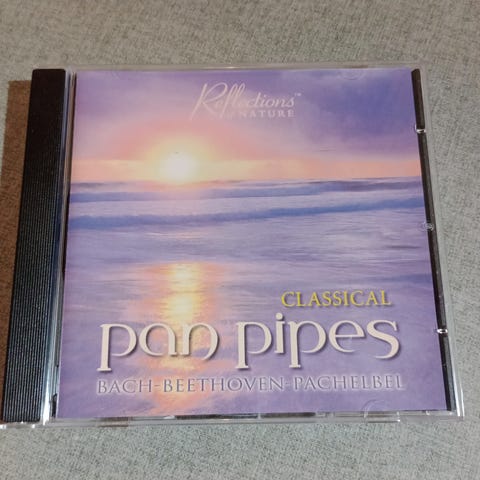 Reflections™
of NATURE
CLASSICAL
pan pipes
BACH-BEETHOVEN-PACHELBEL